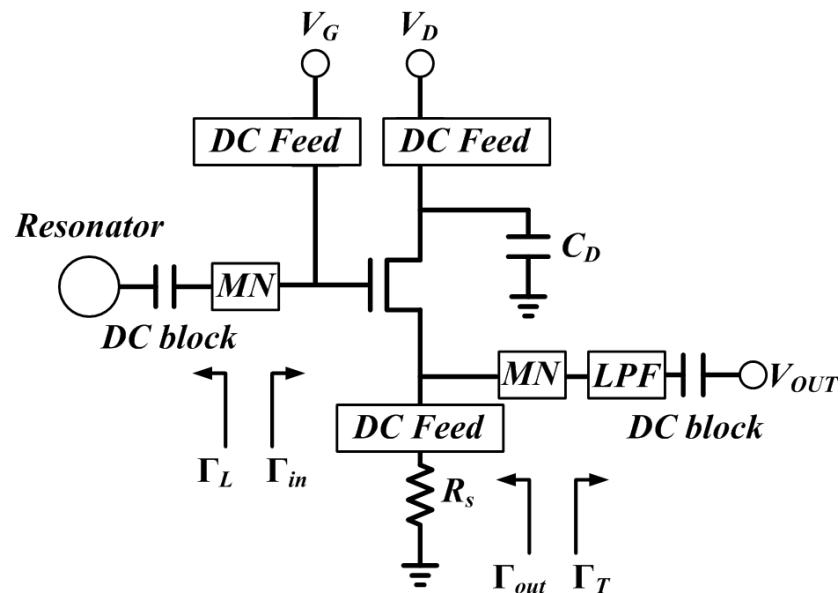 V_G
V_D
DC Feed
DC Feed
Resonator
C_D
MN
DC block
MN
LPF
V_OUT
DC Feed
DC block
Γ_L
Γ_in
R_s
Γ_out
Γ_T